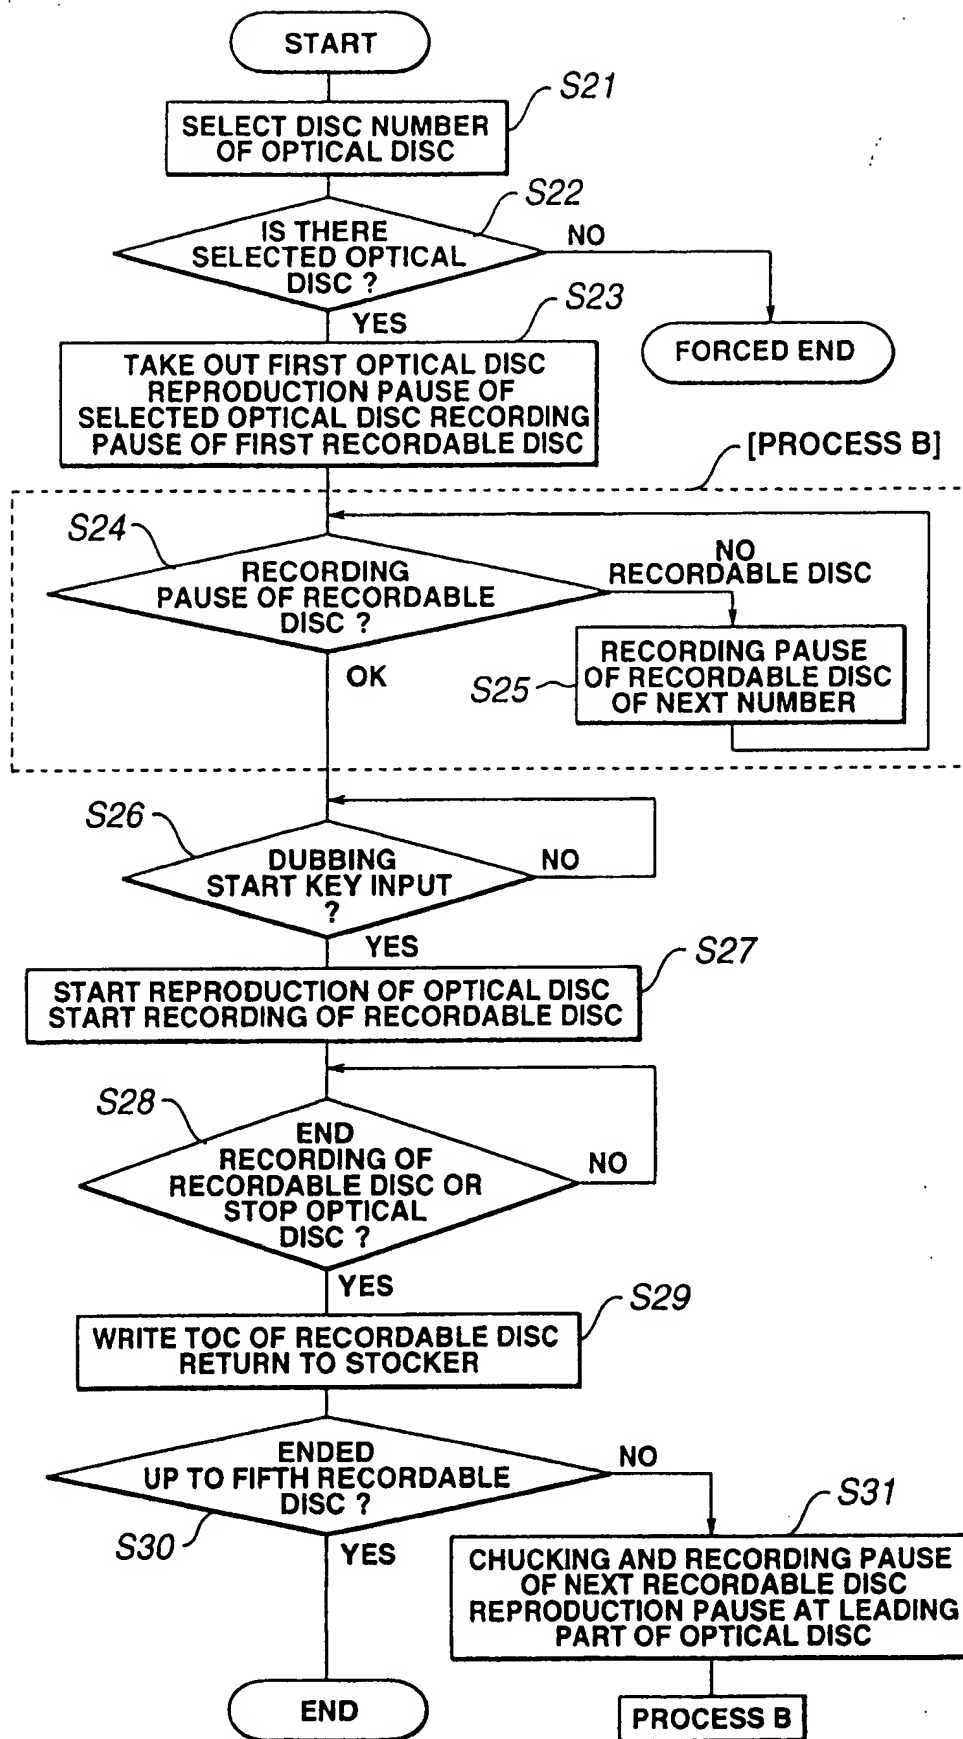 START
S21
SELECT DISC NUMBER
OF OPTICAL DISC
S22
IS THERE
SELECTED OPTICAL
DISC ?
NO
S23
YES
FORCED END
TAKE OUT FIRST OPTICAL DISC
REPRODUCTION PAUSE OF
SELECTED OPTICAL DISC RECORDING
PAUSE OF FIRST RECORDABLE DISC
[PROCESS B]
S24
RECORDING
PAUSE OF RECORDABLE
DISC ?
NO
RECORDABLE DISC
OK
S25
RECORDING PAUSE
OF RECORDABLE DISC
OF NEXT NUMBER
S26
DUBBING
START KEY INPUT
?
NO
YES
S27
START REPRODUCTION OF OPTICAL DISC
START RECORDING OF RECORDABLE DISC
S28
END
RECORDING OF
RECORDABLE DISC OR
STOP OPTICAL
DISC ?
NO
YES
S29
WRITE TOC OF RECORDABLE DISC
RETURN TO STOCKER
ENDED
UP TO FIFTH RECORDABLE
DISC ?
NO
S30
YES
S31
CHUCKING AND RECORDING PAUSE
OF NEXT RECORDABLE DISC
REPRODUCTION PAUSE AT LEADING
PART OF OPTICAL DISC
END
PROCESS B